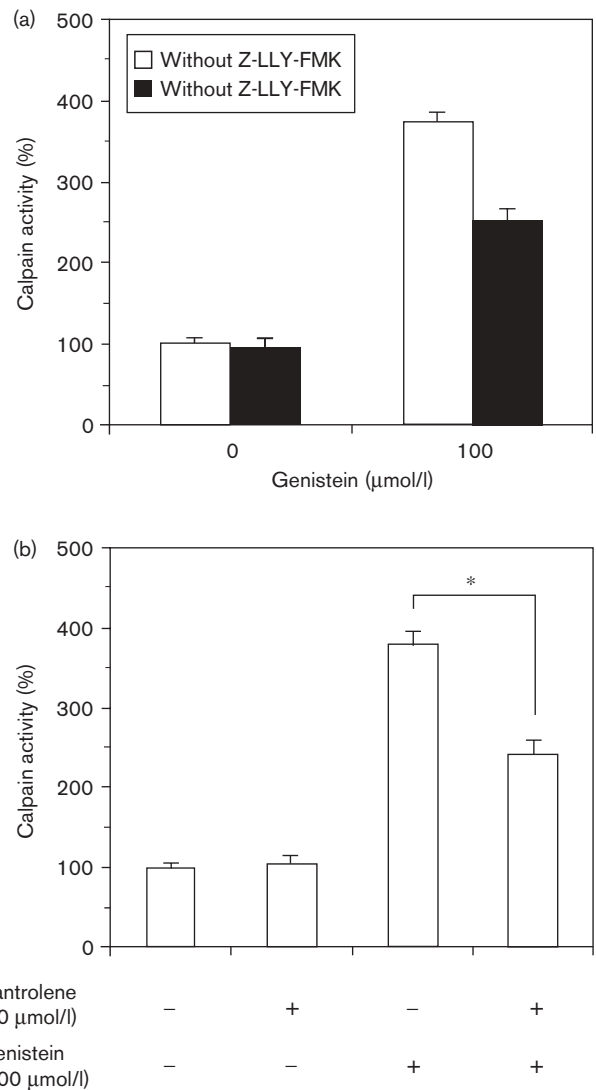 (a)
500
400
300
200
100
0
Calpain activity (%)
Without Z-LLY-FMK
Without Z-LLY-FMK
0
100
Genistein (μmol/l)
(b)
500
400
300
200
100
0
Calpain activity (%)
*
antrolene
0 μmol/l)
− + − +
enistein
00 μmol/l)
− − + +